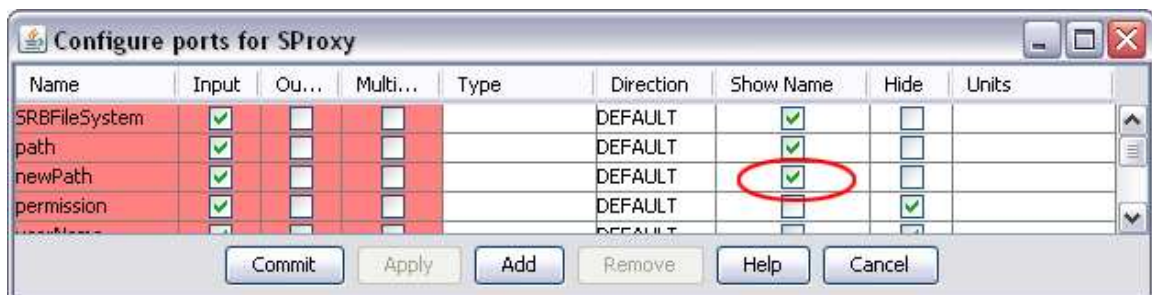 Configure ports for SProxy
Name Input Ou... Multi... Type Direction Show Name Hide Units
SRBFileSystem DEFAULT
path DEFAULT
newPath DEFAULT
permission DEFAULT
DEFAULT
Commit Apply Add Remove Help Cancel